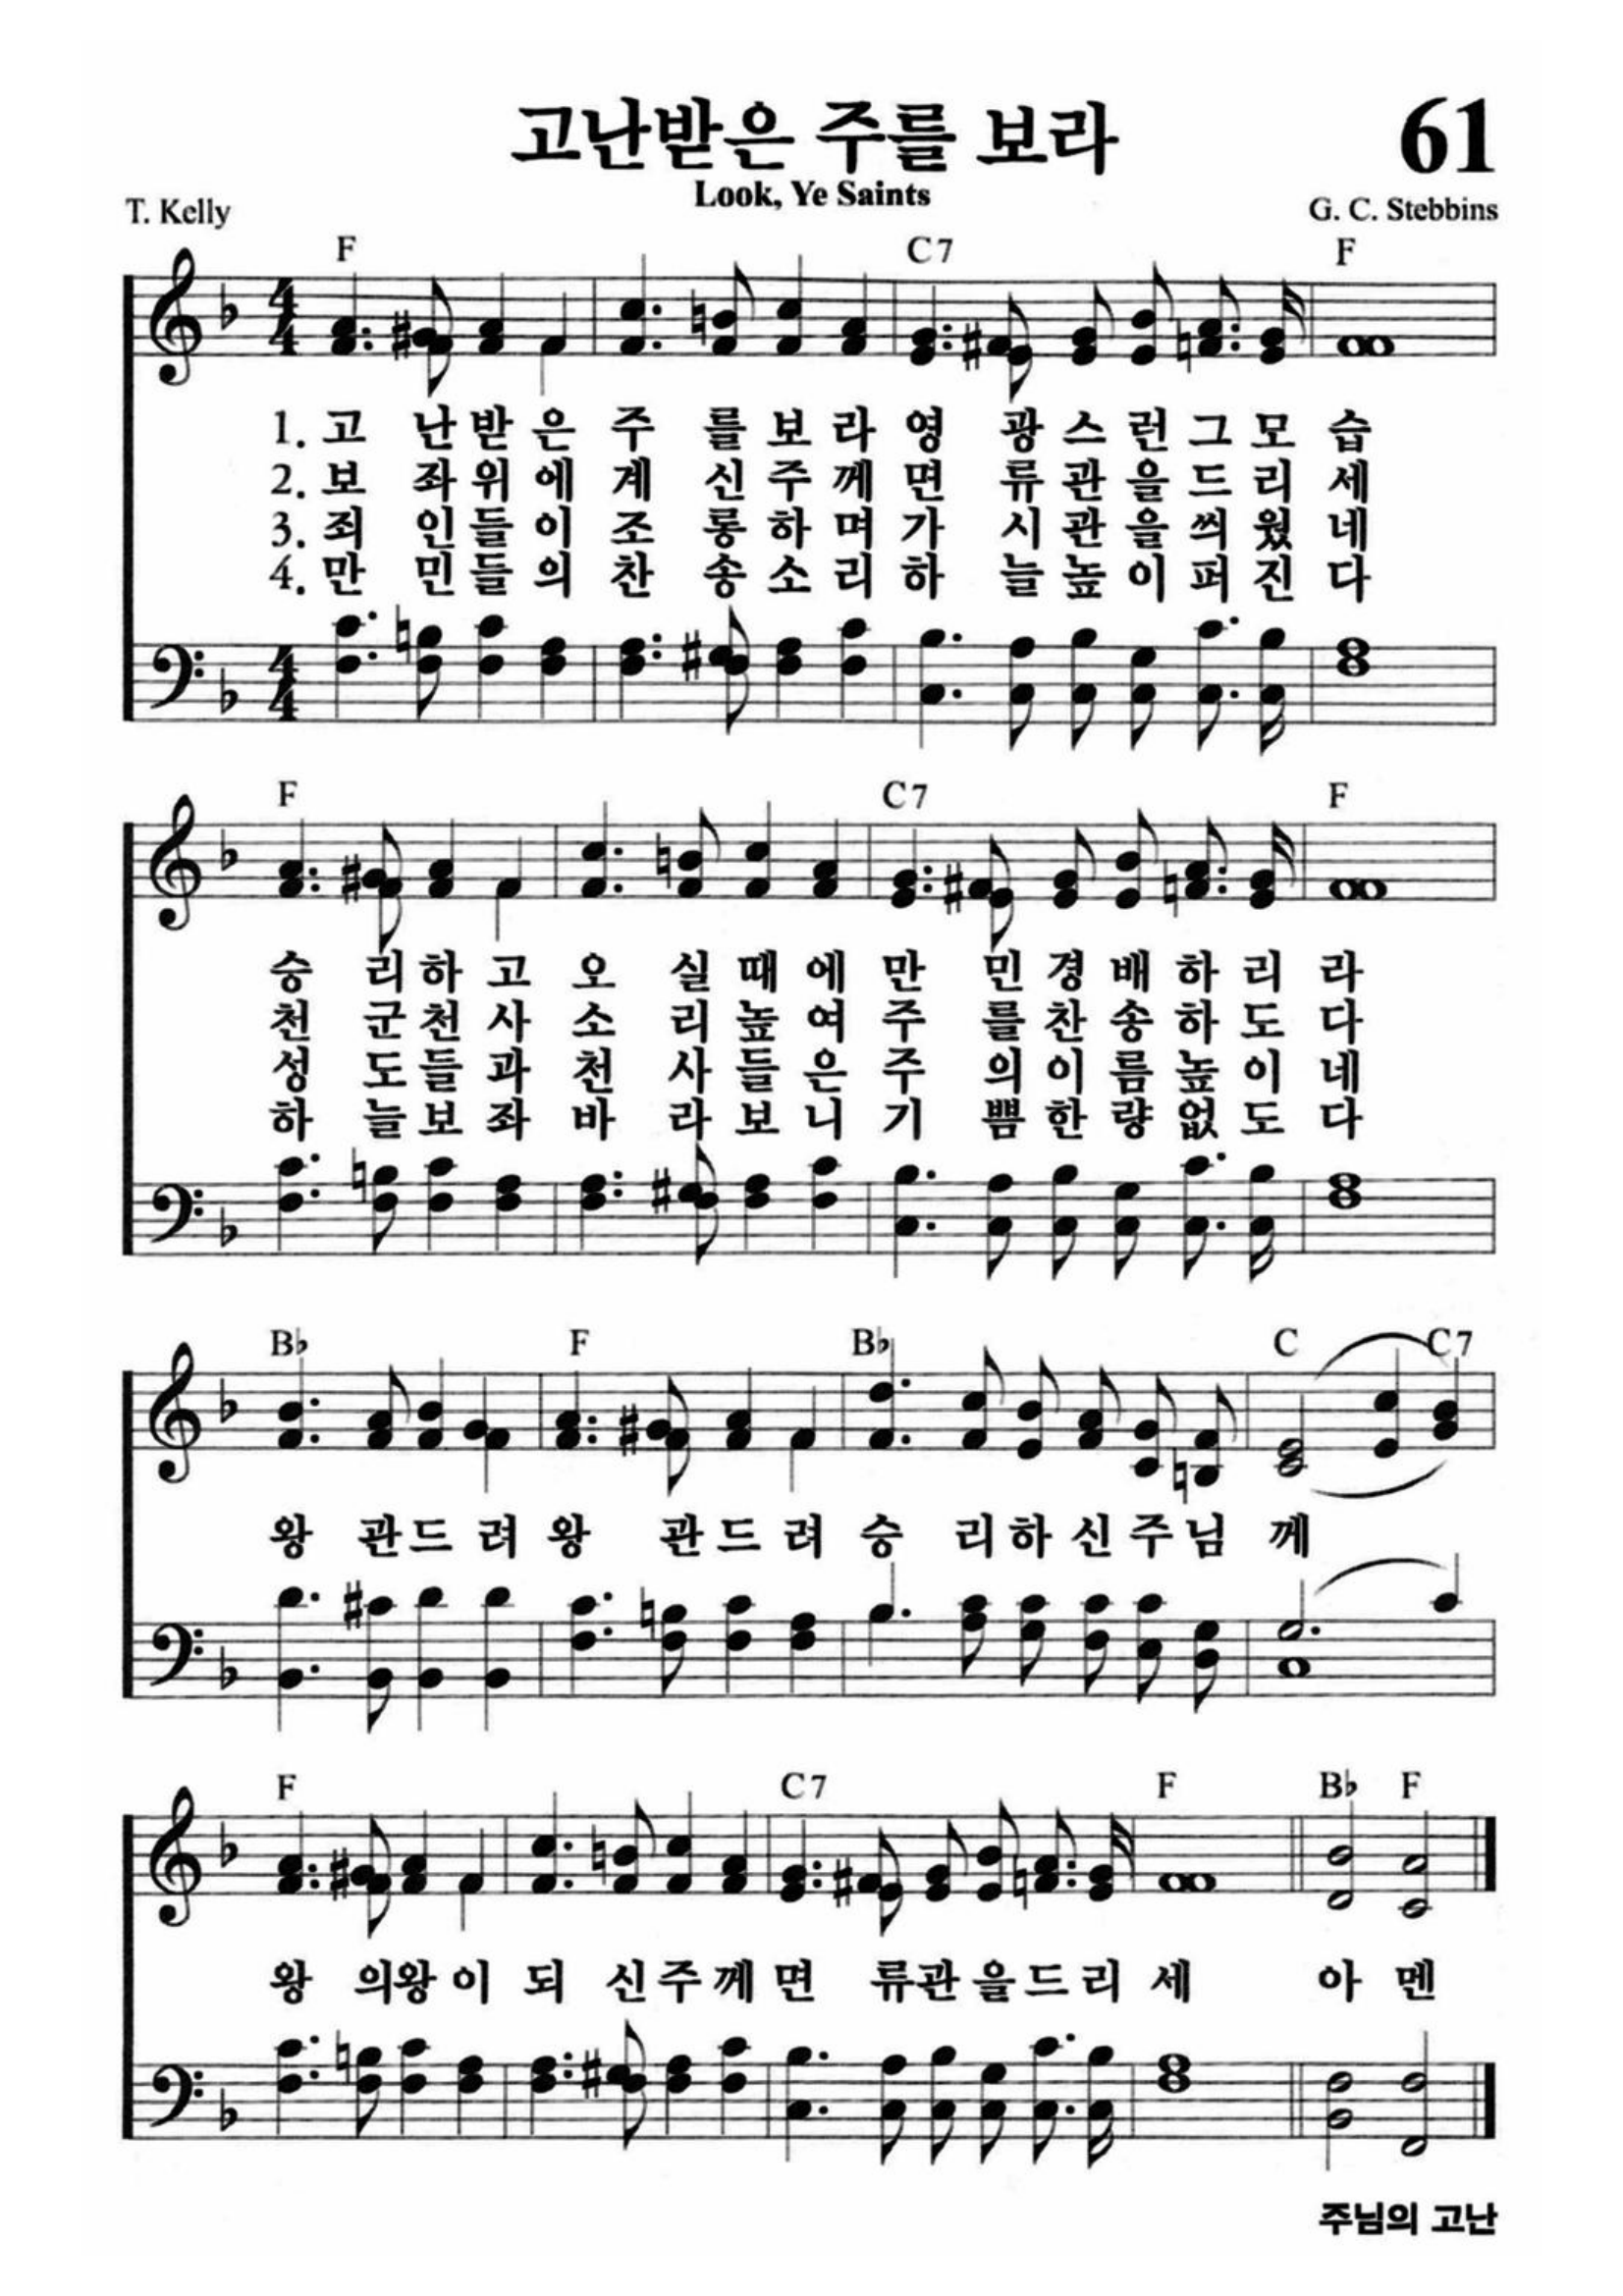 고난받은 주를 보라 61
Look, Ye Saints
T. Kelly G. C. Stebbins
F C7 F
1. 고 난받은 주 를보라 영 광스런그모 습
2. 보 좌위에 계 신주께 면 류관을드리 세
3. 죄 인들이 조 롱하며 가 시관을씌웠 네
4. 만 민들의 찬 송소리 하 늘높이퍼진 다
F C7 F
승 리하고 오 실때에 만 민경배하리 라
천 군천사 소 리높여 주 를찬송하도 다
성 도들과 천 사들은 주 의이름높이 네
하 늘보좌 바 라보니 기 쁨한량없도 다
B♭ F B♭ C C7
왕 관드려 왕 관드려 승 리하신주님 께
F C7 F B♭ F
왕 의왕이 되 신주께 면 류관을드리 세 아 멘
주님의 고난